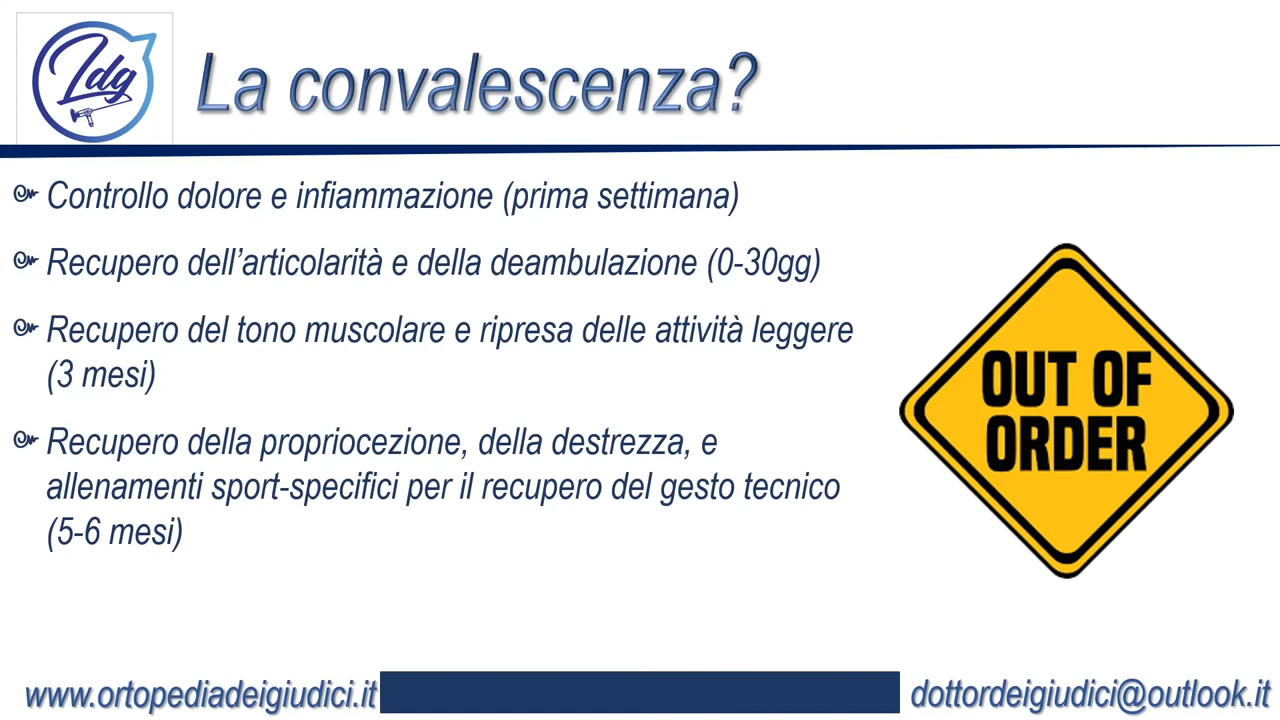 Ldg
La convalescenza?
Controllo dolore e infiammazione (prima settimana)
Recupero dell’articolarità e della deambulazione (0-30gg)
Recupero del tono muscolare e ripresa delle attività leggere
(3 mesi)
Recupero della propriocezione, della destrezza, e
allenamenti sport-specifici per il recupero del gesto tecnico
(5-6 mesi)
OUT OF
ORDER
www.ortopediadeigiudici.it
dottordeigiudici@outlook.it